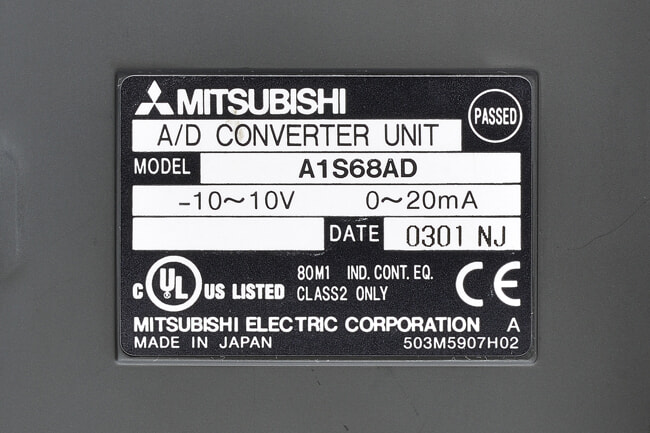 MITSUBISHI
PASSED
A/D CONVERTER UNIT
MODEL A1S68AD
-10~10V 0~20mA
DATE 0301 NJ
C UL US LISTED
80M1 IND. CONT. EQ.
CLASS2 ONLY
CE
MITSUBISHI ELECTRIC CORPORATION A
MADE IN JAPAN 503M5907H02